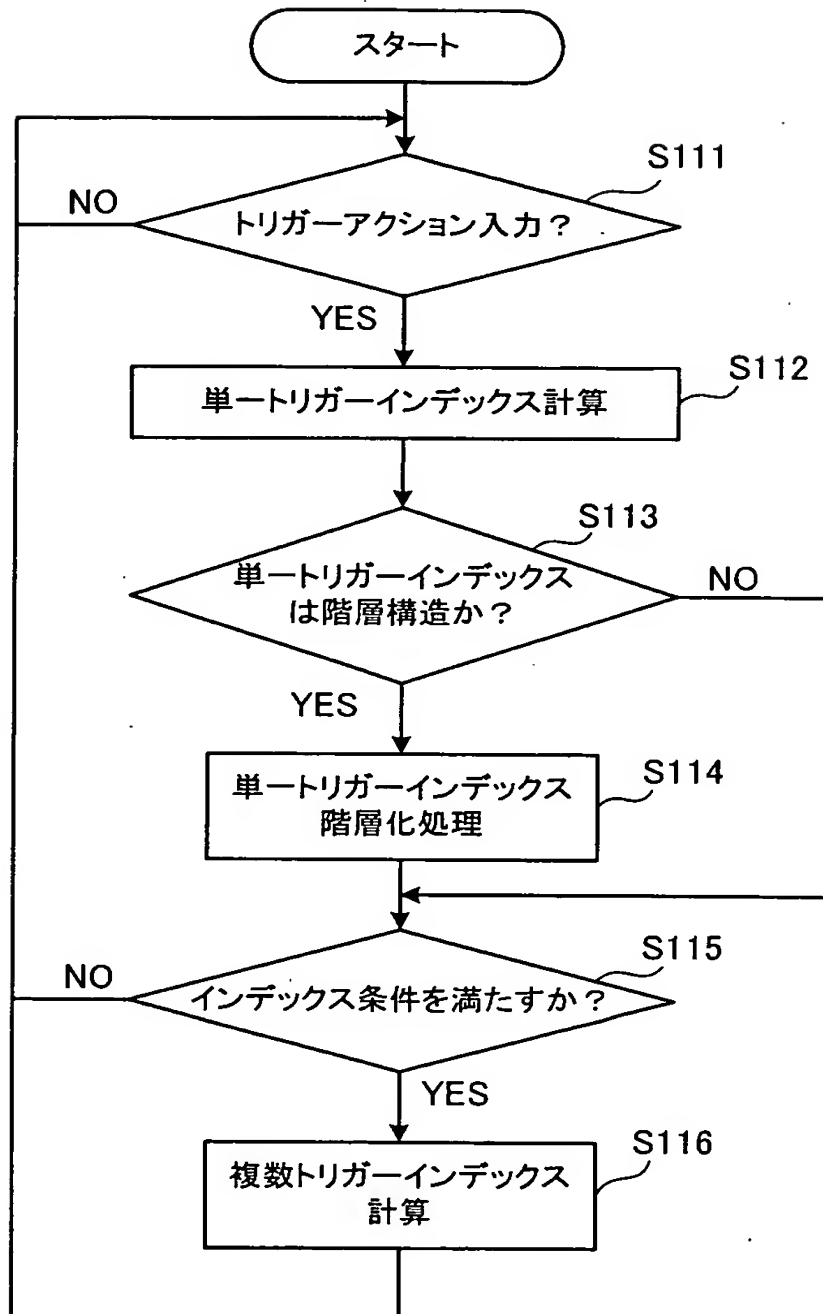 スタート
S111
NO
トリガーアクション入力？
YES
S112
単一トリガーインデックス計算
S113
単一トリガーインデックス
は階層構造か？
NO
YES
S114
単一トリガーインデックス
階層化処理
S115
NO
インデックス条件を満たすか？
YES
S116
複数トリガーインデックス
計算